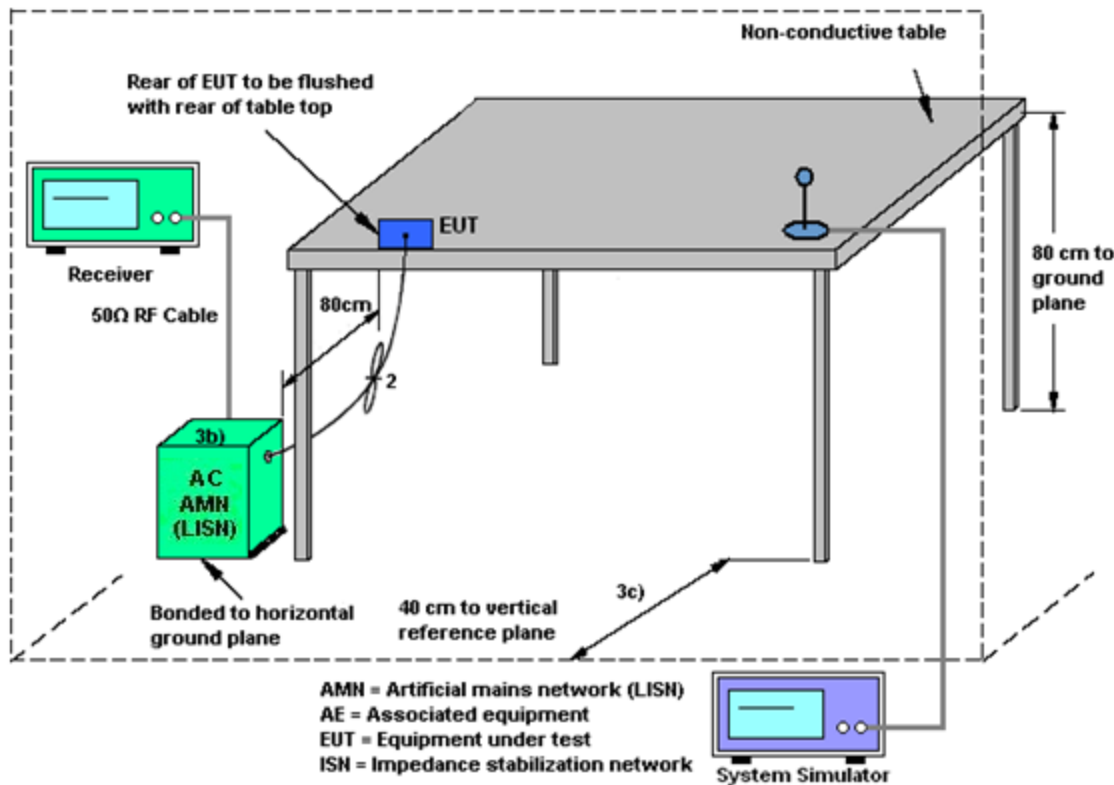 Non-conductive table
Rear of EUT to be flushed
with rear of table top
EUT
Receiver
80 cm to
ground
plane
80cm
50Ω RF Cable
2
3b)
AC
AMN
(LISN)
3c)
Bonded to horizontal
ground plane
40 cm to vertical
reference plane
AMN = Artificial mains network (LISN)
AE = Associated equipment
EUT = Equipment under test
ISN = Impedance stabilization network
System Simulator